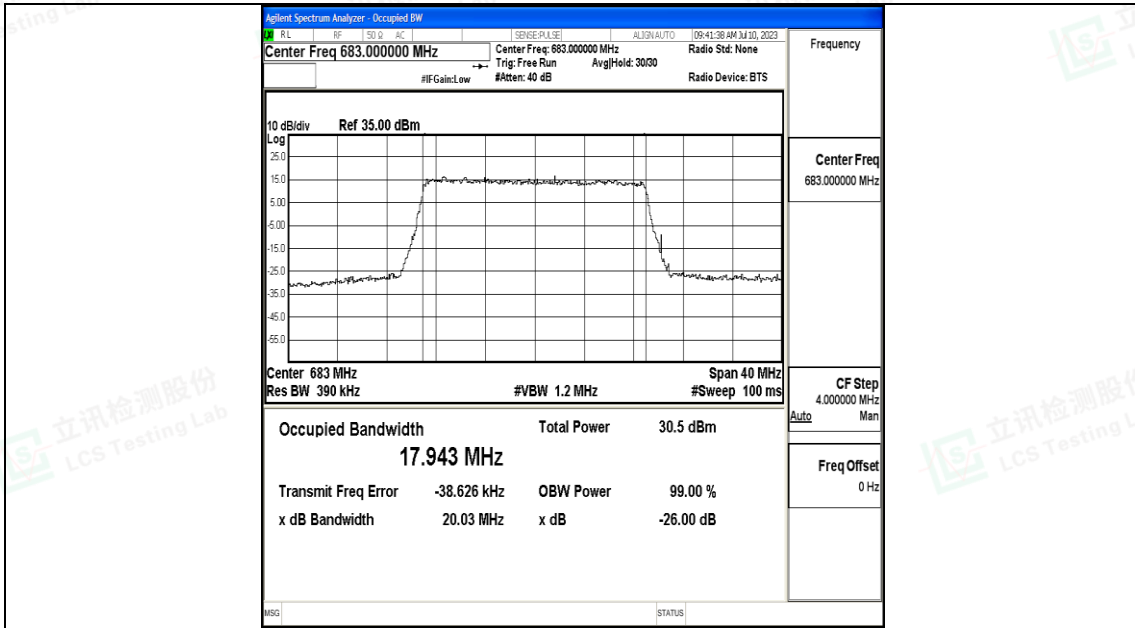 Agilent Spectrum Analyzer - Occupied BW
RL RF 50 Ω AC SENSE:PULSE ALIGN AUTO 09:41:38 AM Jul 10, 2023
Center Freq 683.000000 MHz
Center Freq: 683.000000 MHz
Radio Std: None
Trig: Free Run Avg|Hold: 30/30
#IFGain:Low
#Atten: 40 dB
Radio Device: BTS
Frequency
10 dB/div Ref 35.00 dBm
Log
25.0
15.0
5.00
-5.00
-15.0
-25.0
-35.0
-45.0
-55.0
Center 683 MHz Span 40 MHz
Res BW 390 kHz #VBW 1.2 MHz #Sweep 100 ms
Occupied Bandwidth Total Power 30.5 dBm
17.943 MHz
Transmit Freq Error -38.626 kHz OBW Power 99.00 %
x dB Bandwidth 20.03 MHz x dB -26.00 dB
Center Freq
683.000000 MHz
CF Step
4.000000 MHz
Auto Man
Freq Offset
0 Hz
MSG STATUS
立讯检测股份
LCS Testing Lab
立讯检测股
LCS Testing L